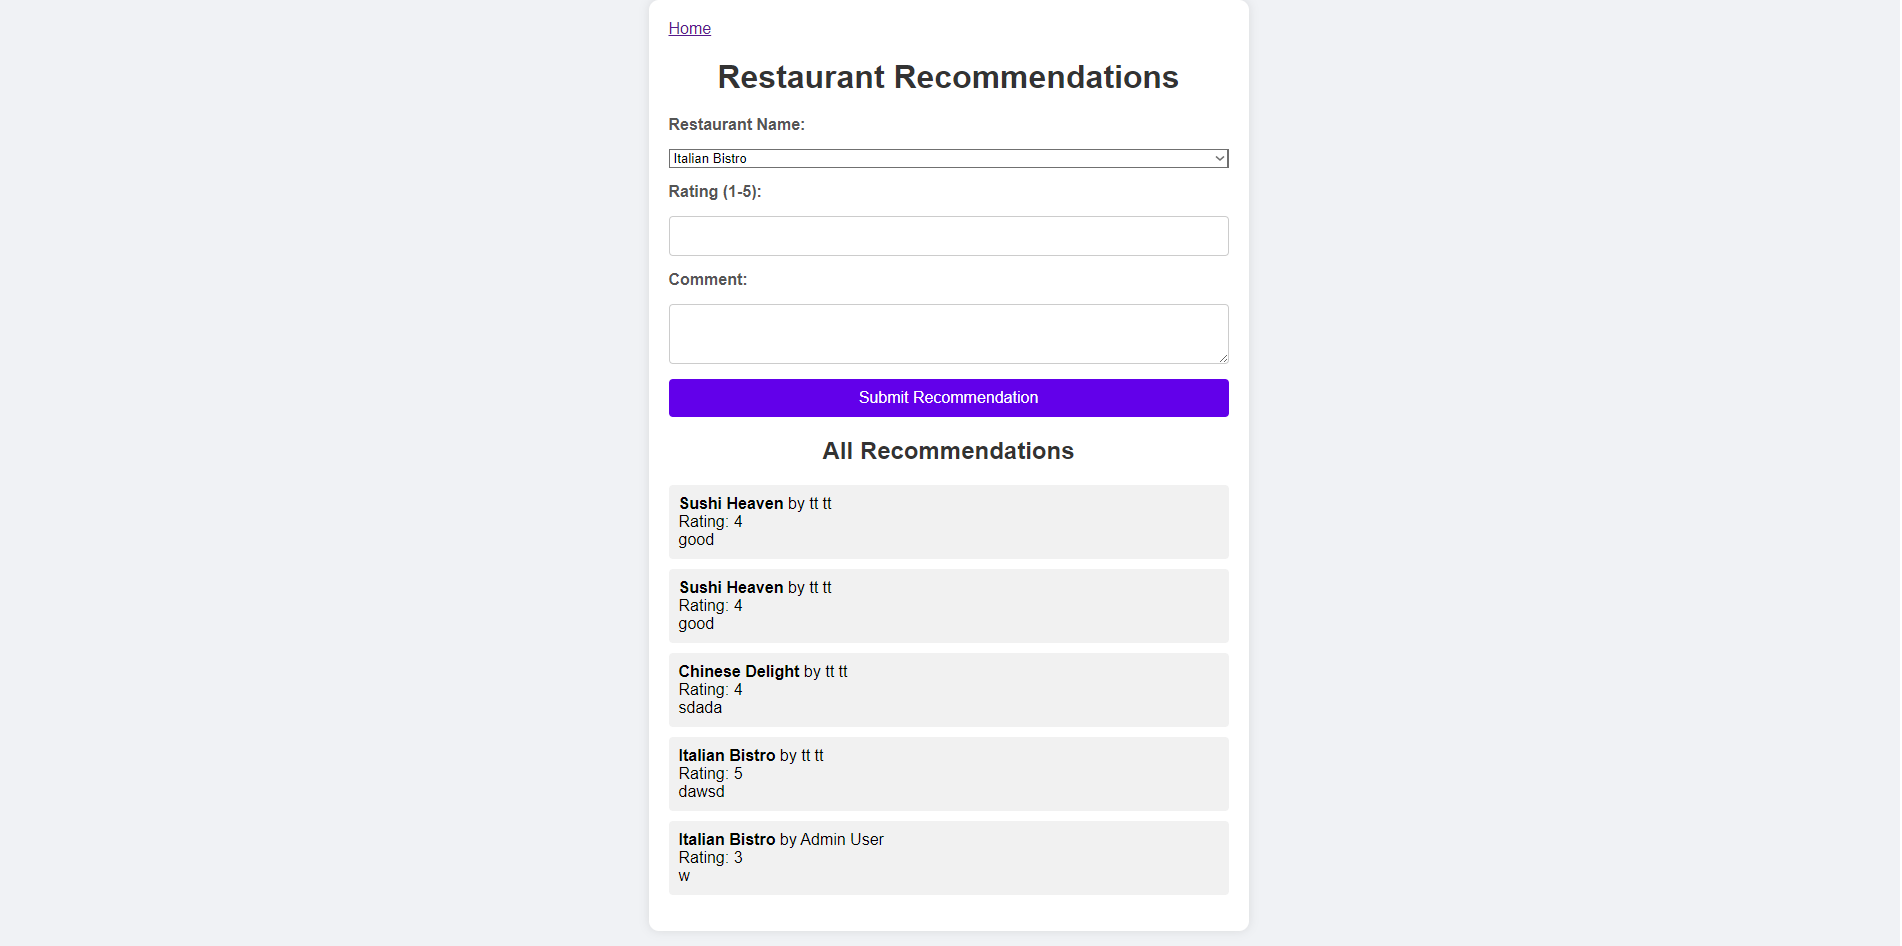 Home
Restaurant Recommendations
Restaurant Name:
Italian Bistro
Rating (1-5):
Comment:
Submit Recommendation
All Recommendations
Sushi Heaven by tt tt
Rating: 4
good
Sushi Heaven by tt tt
Rating: 4
good
Chinese Delight by tt tt
Rating: 4
sdada
Italian Bistro by tt tt
Rating: 5
dawsd
Italian Bistro by Admin User
Rating: 3
w